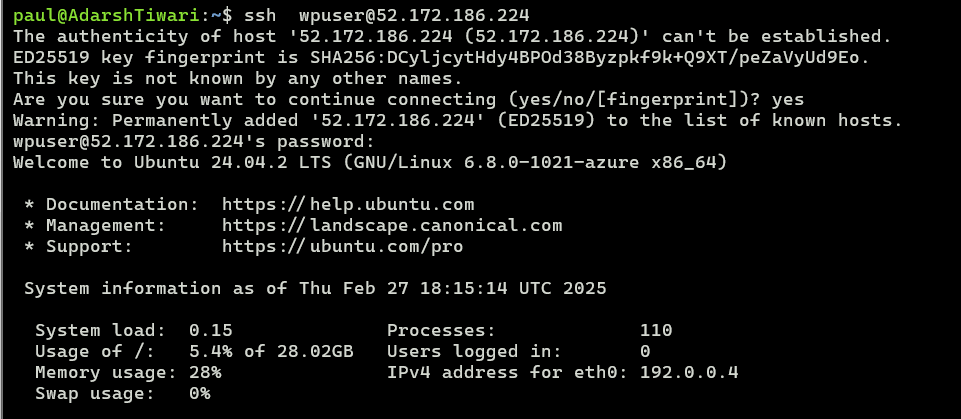 paul@AdarshTiwari:~$ ssh  wpuser@52.172.186.224
The authenticity of host '52.172.186.224 (52.172.186.224)' can't be established.
ED25519 key fingerprint is SHA256:DCyljcytHdy4BPOd38Byzpkf9k+Q9XT/peZaVyUd9Eo.
This key is not known by any other names.
Are you sure you want to continue connecting (yes/no/[fingerprint])? yes
Warning: Permanently added '52.172.186.224' (ED25519) to the list of known hosts.
wpuser@52.172.186.224's password:
Welcome to Ubuntu 24.04.2 LTS (GNU/Linux 6.8.0-1021-azure x86_64)

 * Documentation:  https://help.ubuntu.com
 * Management:     https://landscape.canonical.com
 * Support:        https://ubuntu.com/pro

 System information as of Thu Feb 27 18:15:14 UTC 2025

  System load:  0.15              Processes:             110
  Usage of /:   5.4% of 28.02GB   Users logged in:       0
  Memory usage: 28%               IPv4 address for eth0: 192.0.0.4
  Swap usage:   0%